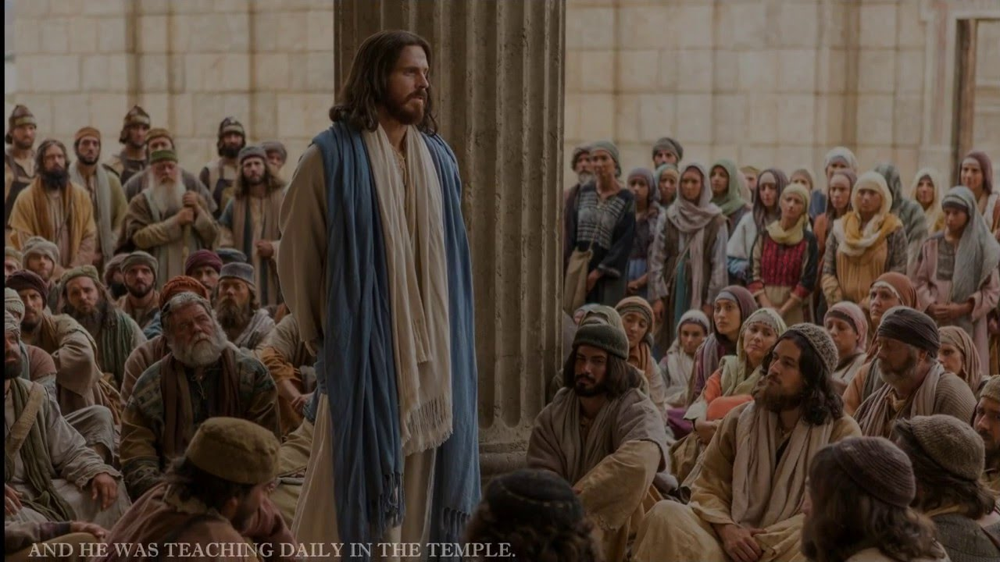 AND HE WAS TEACHING DAILY IN THE TEMPLE.